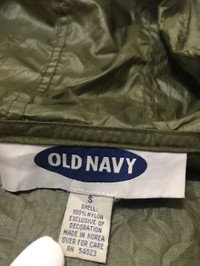 OLD NAVY
S
SHELL:
100% NYLON
EXCLUSIVE OF
DECORATION
MADE IN KOREA
OVER FOR CARE
RN 54023